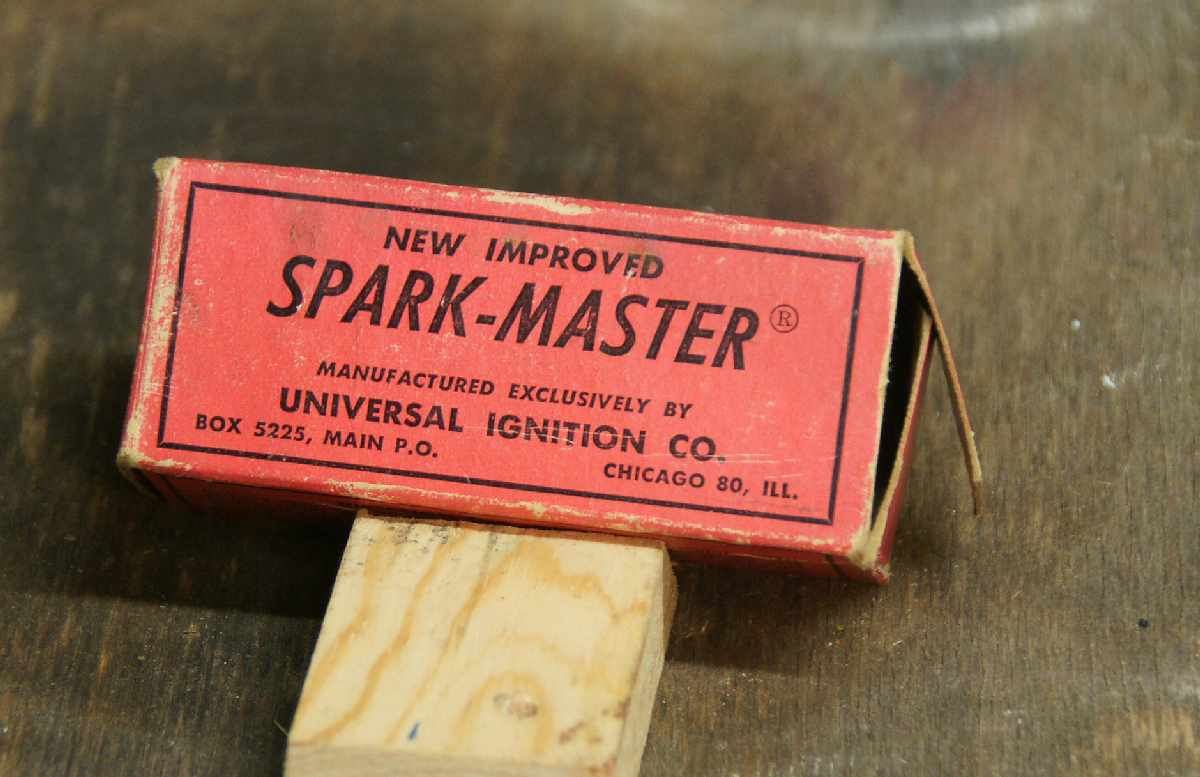 NEW IMPROVED
SPARK-MASTER®
MANUFACTURED EXCLUSIVELY BY
UNIVERSAL IGNITION CO.
BOX 5225, MAIN P.O.
CHICAGO 80, ILL.